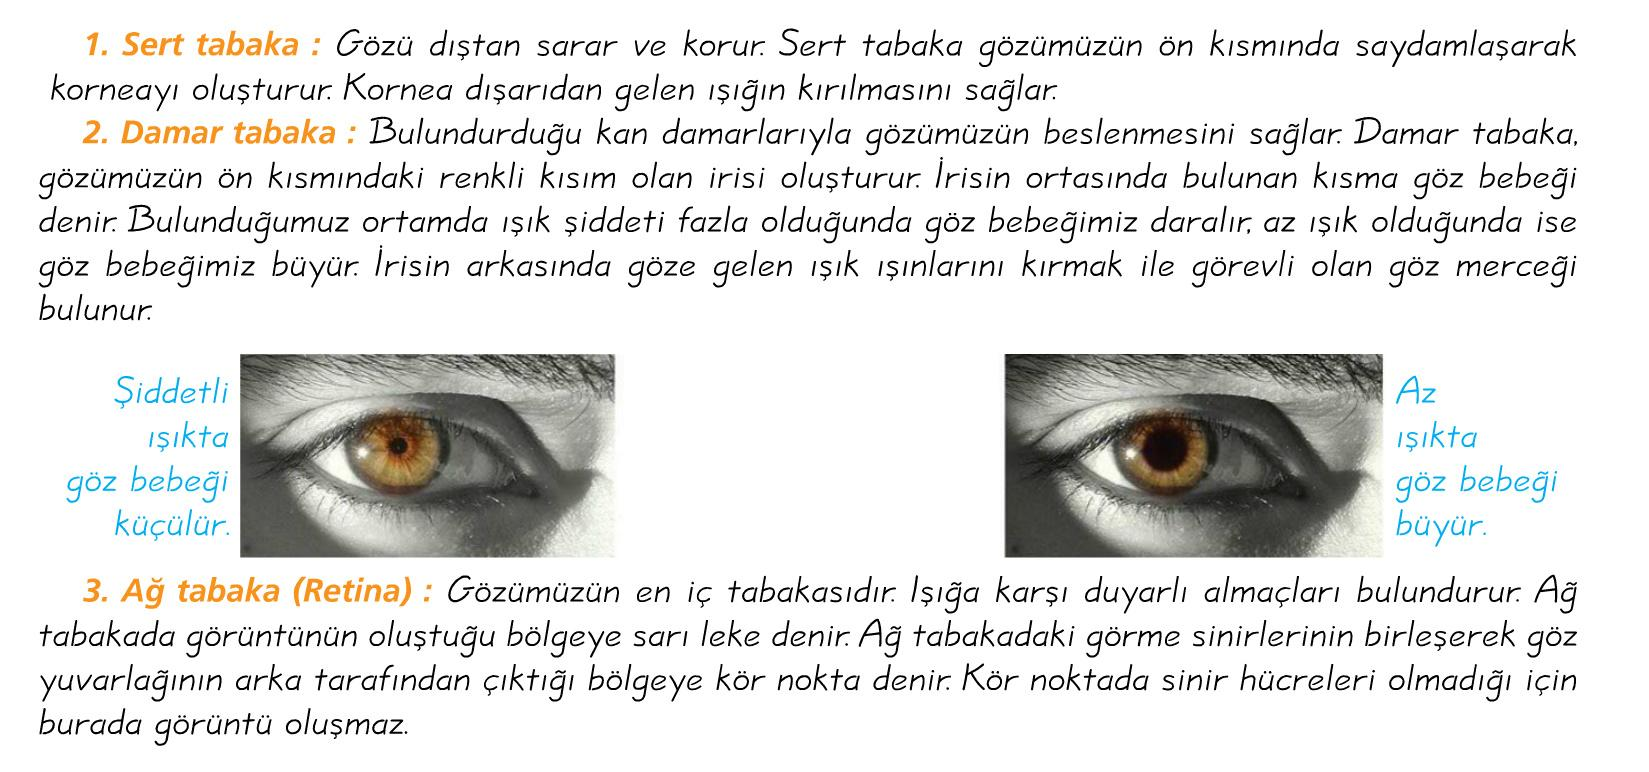 1. Sert tabaka : Gözü dıştan sarar ve korur. Sert tabaka gözümüzün ön kısmında saydamlaşarak
korneayı oluşturur. Kornea dışarıdan gelen ışığın kırılmasını sağlar.
2. Damar tabaka : Bulundurduğu kan damarlarıyla gözümüzün beslenmesini sağlar. Damar tabaka,
gözümüzün ön kısmındaki renkli kısım olan irisi oluşturur. İrisin ortasında bulunan kısma göz bebeği
denir. Bulunduğumuz ortamda ışık şiddeti fazla olduğunda göz bebeğimiz daralır, az ışık olduğunda ise
göz bebeğimiz büyür. İrisin arkasında göze gelen ışık ışınlarını kırmak ile görevli olan göz merceği
bulunur.
Şiddetli
ışıkta
göz bebeği
küçülür.
Az
ışıkta
göz bebeği
büyür.
3. Ağ tabaka (Retina) : Gözümüzün en iç tabakasıdır. Işığa karşı duyarlı almaçları bulundurur. Ağ
tabakada görüntünün oluştuğu bölgeye sarı leke denir. Ağ tabakadaki görme sinirlerinin birleşerek göz
yuvarlağının arka tarafından çıktığı bölgeye kör nokta denir. Kör noktada sinir hücreleri olmadığı için
burada görüntü oluşmaz.